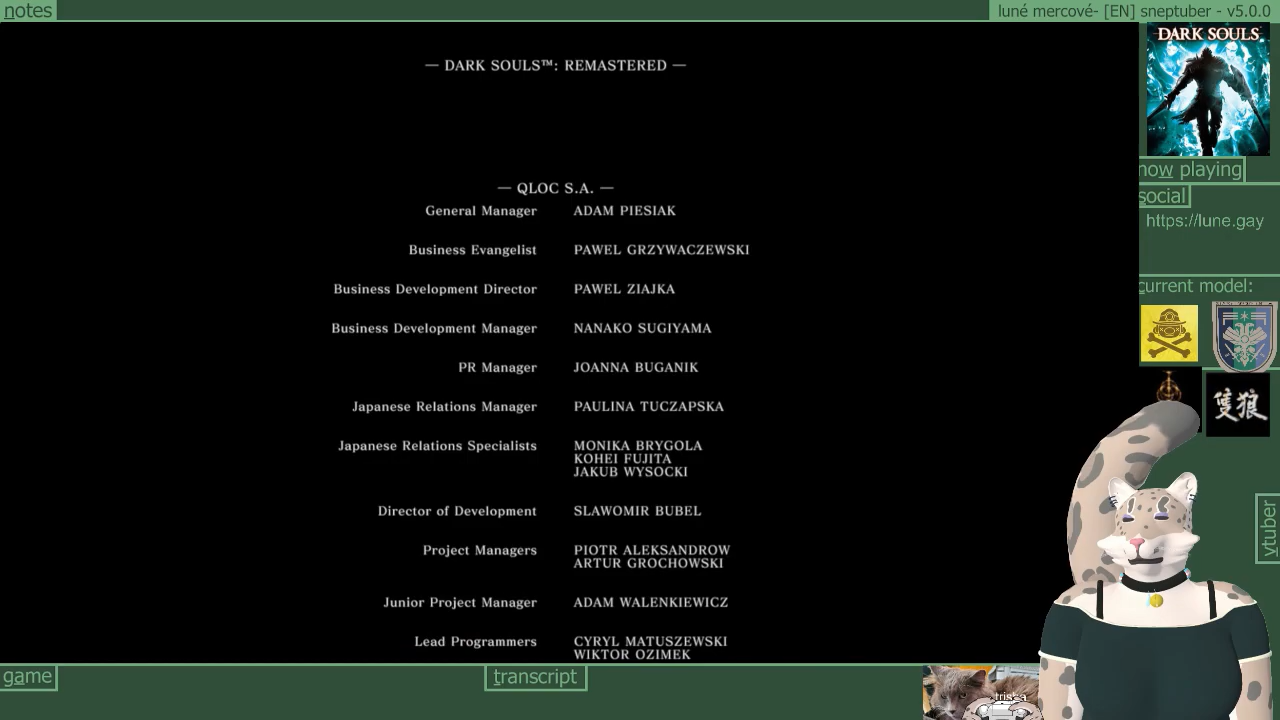 notes
luné mercové- [EN] sneptuber - v5.0.0
— DARK SOULS™: REMASTERED —
DARK SOULS
— QLOC S.A. —
General Manager ADAM PIESIAK
Business Evangelist PAWEL GRZYWACZEWSKI
Business Development Director PAWEL ZIAJKA
Business Development Manager NANAKO SUGIYAMA
PR Manager JOANNA BUGANIK
Japanese Relations Manager PAULINA TUCZAPSKA
Japanese Relations Specialists MONIKA BRYGOLA
KOHEI FUJITA
JAKUB WYSOCKI
Director of Development SLAWOMIR BUBEL
Project Managers PIOTR ALEKSANDROW
ARTUR GROCHOWSKI
Junior Project Manager ADAM WALENKIEWICZ
Lead Programmers CYRYL MATUSZEWSKI
WIKTOR OZIMEK
now playing
social
https://lune.gay
current model:
隻狼
vtuber
game
transcript